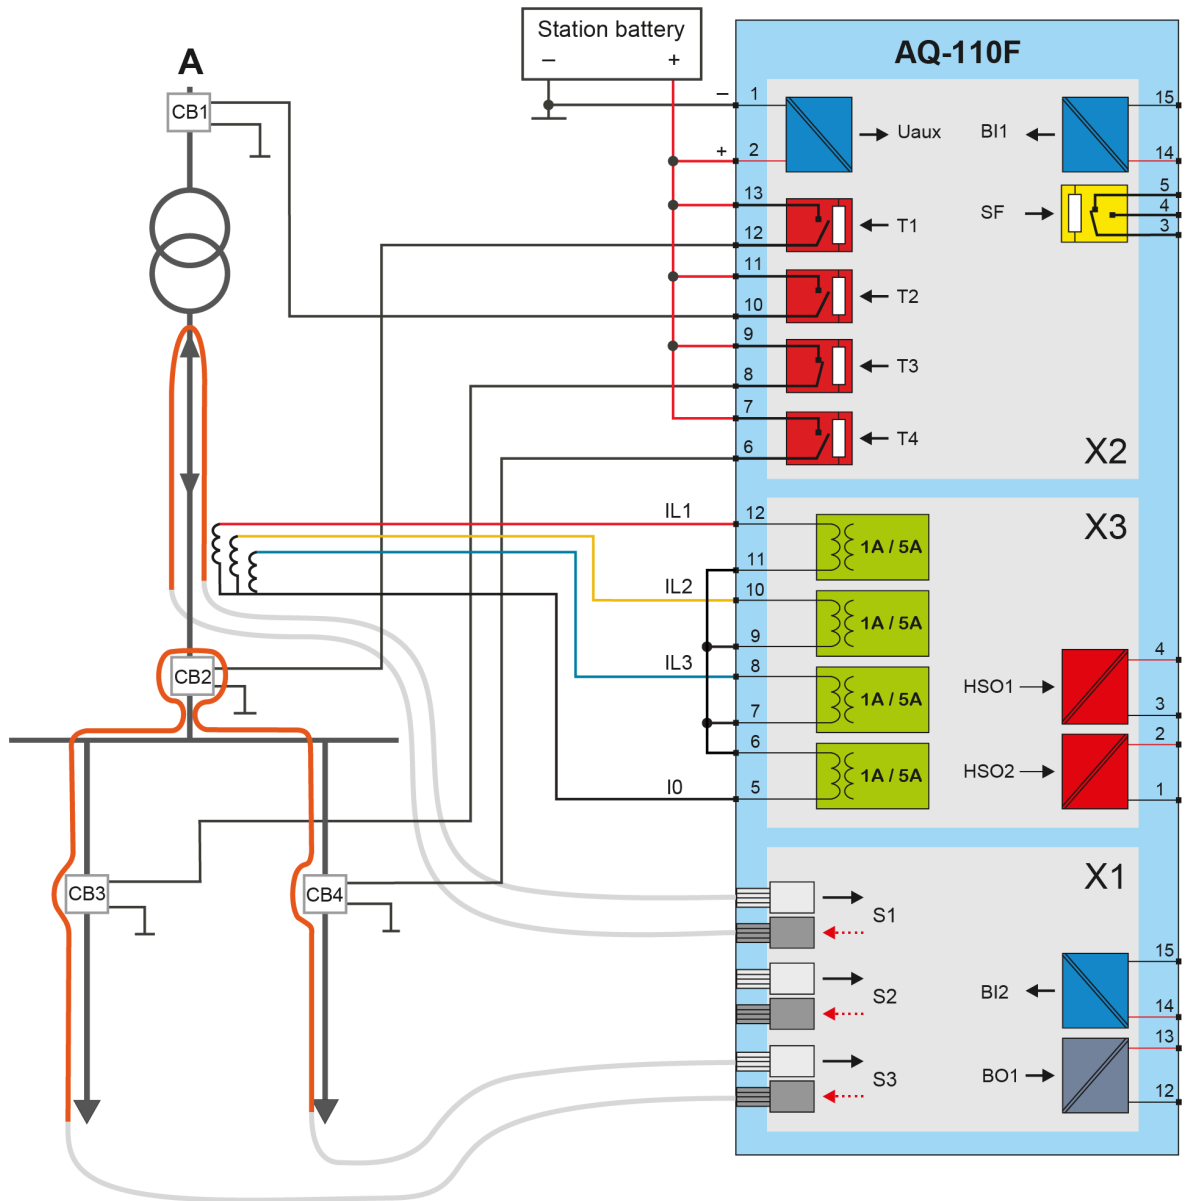 Station battery
– +
AQ-110F
A
CB1
– 1
Uaux
BI1
15
+ 2
14
13
T1
12
SF
5
4
3
11
T2
10
9
T3
8
7
T4
6
X2
IL1 12
1A / 5A
11
X3
IL2 10
1A / 5A
9
IL3 8
1A / 5A
7
6
1A / 5A
I0 5
HSO1
4
3
HSO2
2
1
CB2
CB3
CB4
X1
S1
S2
S3
BI2
15
14
BO1
13
12